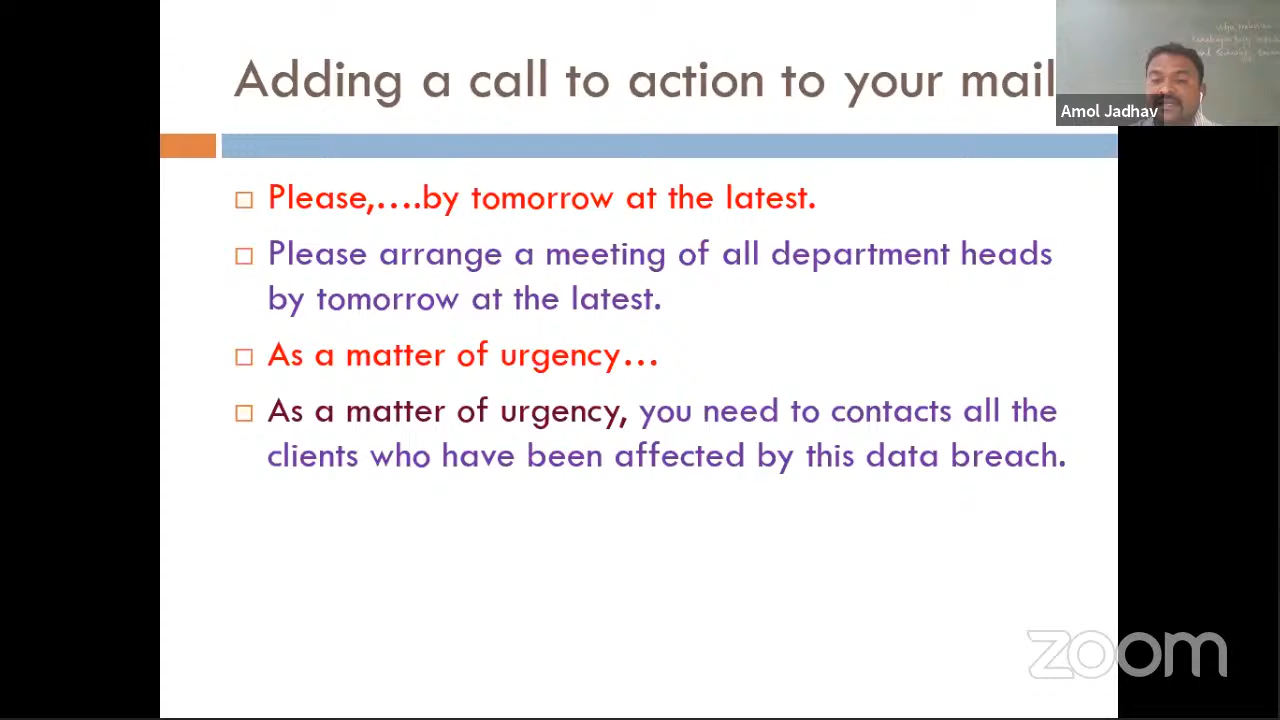 Adding a call to action to your mail
Amol Jadhav
Please,....by tomorrow at the latest.
Please arrange a meeting of all department heads
by tomorrow at the latest.
As a matter of urgency...
As a matter of urgency, you need to contacts all the
clients who have been affected by this data breach.
zoom